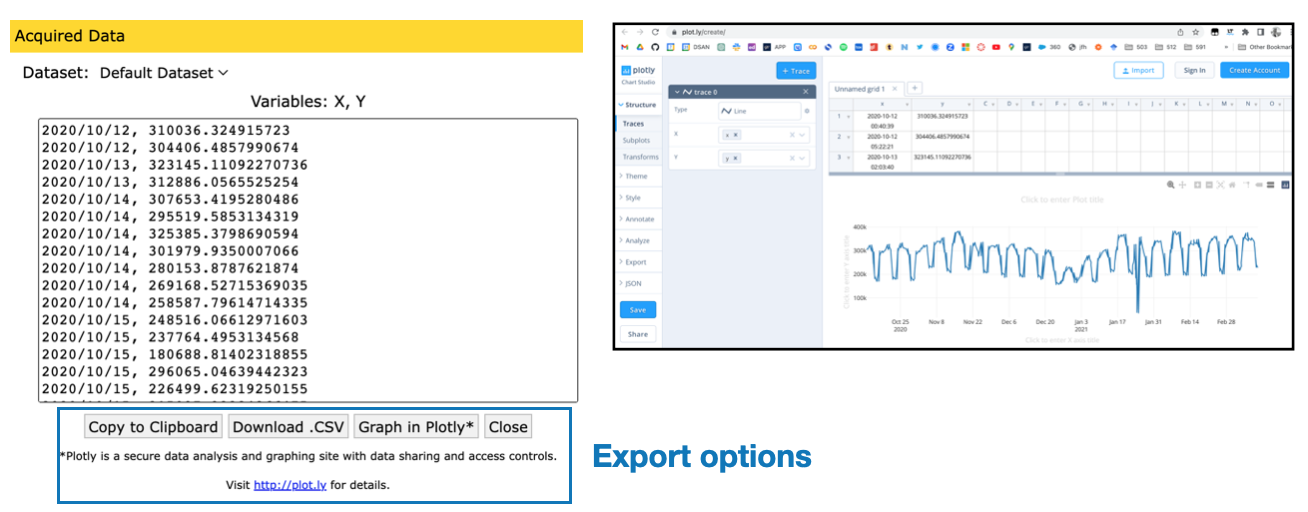 Acquired Data
Dataset: Default Dataset
Variables: X, Y
2020/10/12, 310036.324915723
2020/10/12, 304406.4857990674
2020/10/13, 323145.11092270736
2020/10/13, 312886.0565525254
2020/10/14, 307653.4195280486
2020/10/14, 295519.5853134319
2020/10/14, 325385.3798690594
2020/10/14, 301979.9350007066
2020/10/14, 280153.8787621874
2020/10/14, 269168.52715369035
2020/10/14, 258587.79614714335
2020/10/15, 248516.06612971603
2020/10/15, 237764.4953134568
2020/10/15, 180688.81402318855
2020/10/15, 296065.04639442323
2020/10/15, 226499.62319250155
Copy to Clipboard Download .CSV Graph in Plotly* Close
*Plotly is a secure data analysis and graphing site with data sharing and access controls.
Visit http://plot.ly for details.
Export options
plot.ly/create/
DSAN APP 360 jfh 503 512 591 » Other Bookmar
plotly
Chart Studio
+ Trace
Import Sign In Create Account
Structure
Traces
Subplots
Transforms
Theme
Style
Annotate
Analyze
Export
JSON
Save
Share
trace 0 ×
Type Line
X x ×
Y y ×
Unnamed grid 1 × +
x y C D E F G H I J K L M N O
1 2020-10-12 00:40:39 310036.324915723
2 2020-10-12 05:22:21 304406.4857990674
3 2020-10-13 02:03:40 323145.11092270736
Click to enter Plot title
Click to enter Y axis title
400k
300k
200k
100k
Oct 25 Nov 8 Nov 22 Dec 6 Dec 20 Jan 3 Jan 17 Jan 31 Feb 14 Feb 28
2020 2021
Click to enter X axis title